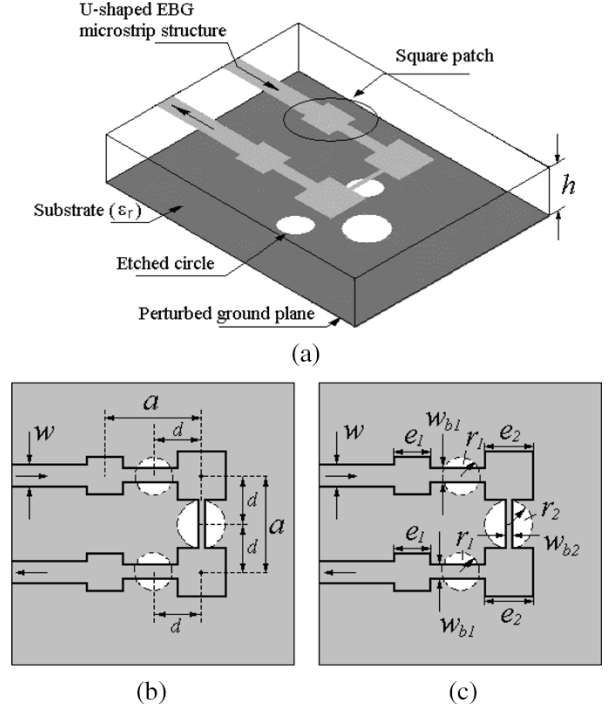 U-shaped EBG
microstrip structure
Square patch
h
Substrate (εr)
Etched circle
Perturbed ground plane
(a)
a
w
d
d
a
d
d
(b)
w
e1
wb1
r1
e2
r2
e1
r1
wb2
wb1
e2
(c)